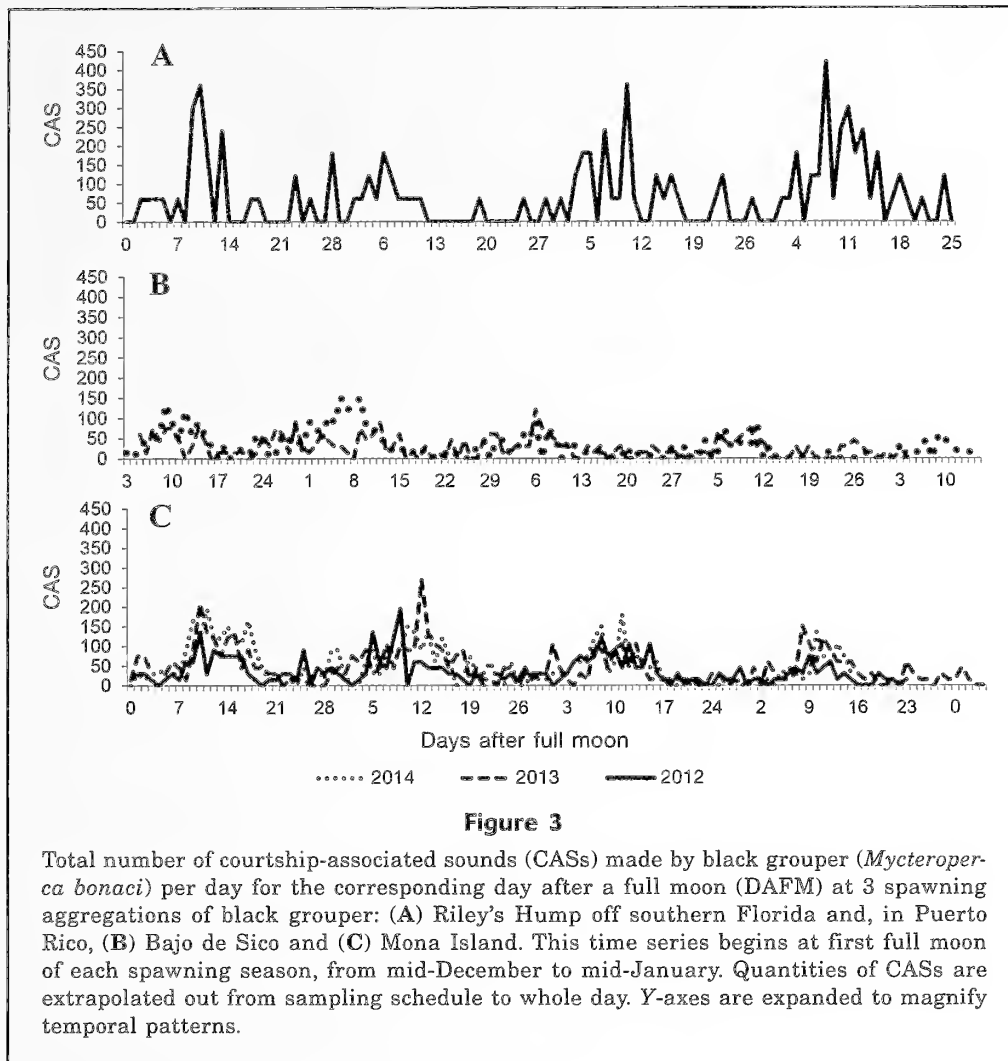 A
CAS
450
400
350
300
250
200
150
100
50
0
0 7 14 21 28 6 13 20 27 5 12 19 26 4 11 18 25
B
CAS
450
400
350
300
250
200
150
100
50
0
3 10 17 24 1 8 15 22 29 6 13 20 27 5 12 19 26 3 10
C
CAS
450
400
350
300
250
200
150
100
50
0
0 7 14 21 28 5 12 19 26 3 10 17 24 2 9 16 23 0
Days after full moon
2014 2013 2012
Figure 3
Total number of courtship-associated sounds (CASs) made by black grouper (Mycteroper-
ca bonaci) per day for the corresponding day after a full moon (DAFM) at 3 spawning
aggregations of black grouper: (A) Riley's Hump off southern Florida and, in Puerto
Rico, (B) Bajo de Sico and (C) Mona Island. This time series begins at first full moon
of each spawning season, from mid-December to mid-January. Quantities of CASs are
extrapolated out from sampling schedule to whole day. Y-axes are expanded to magnify
temporal patterns.